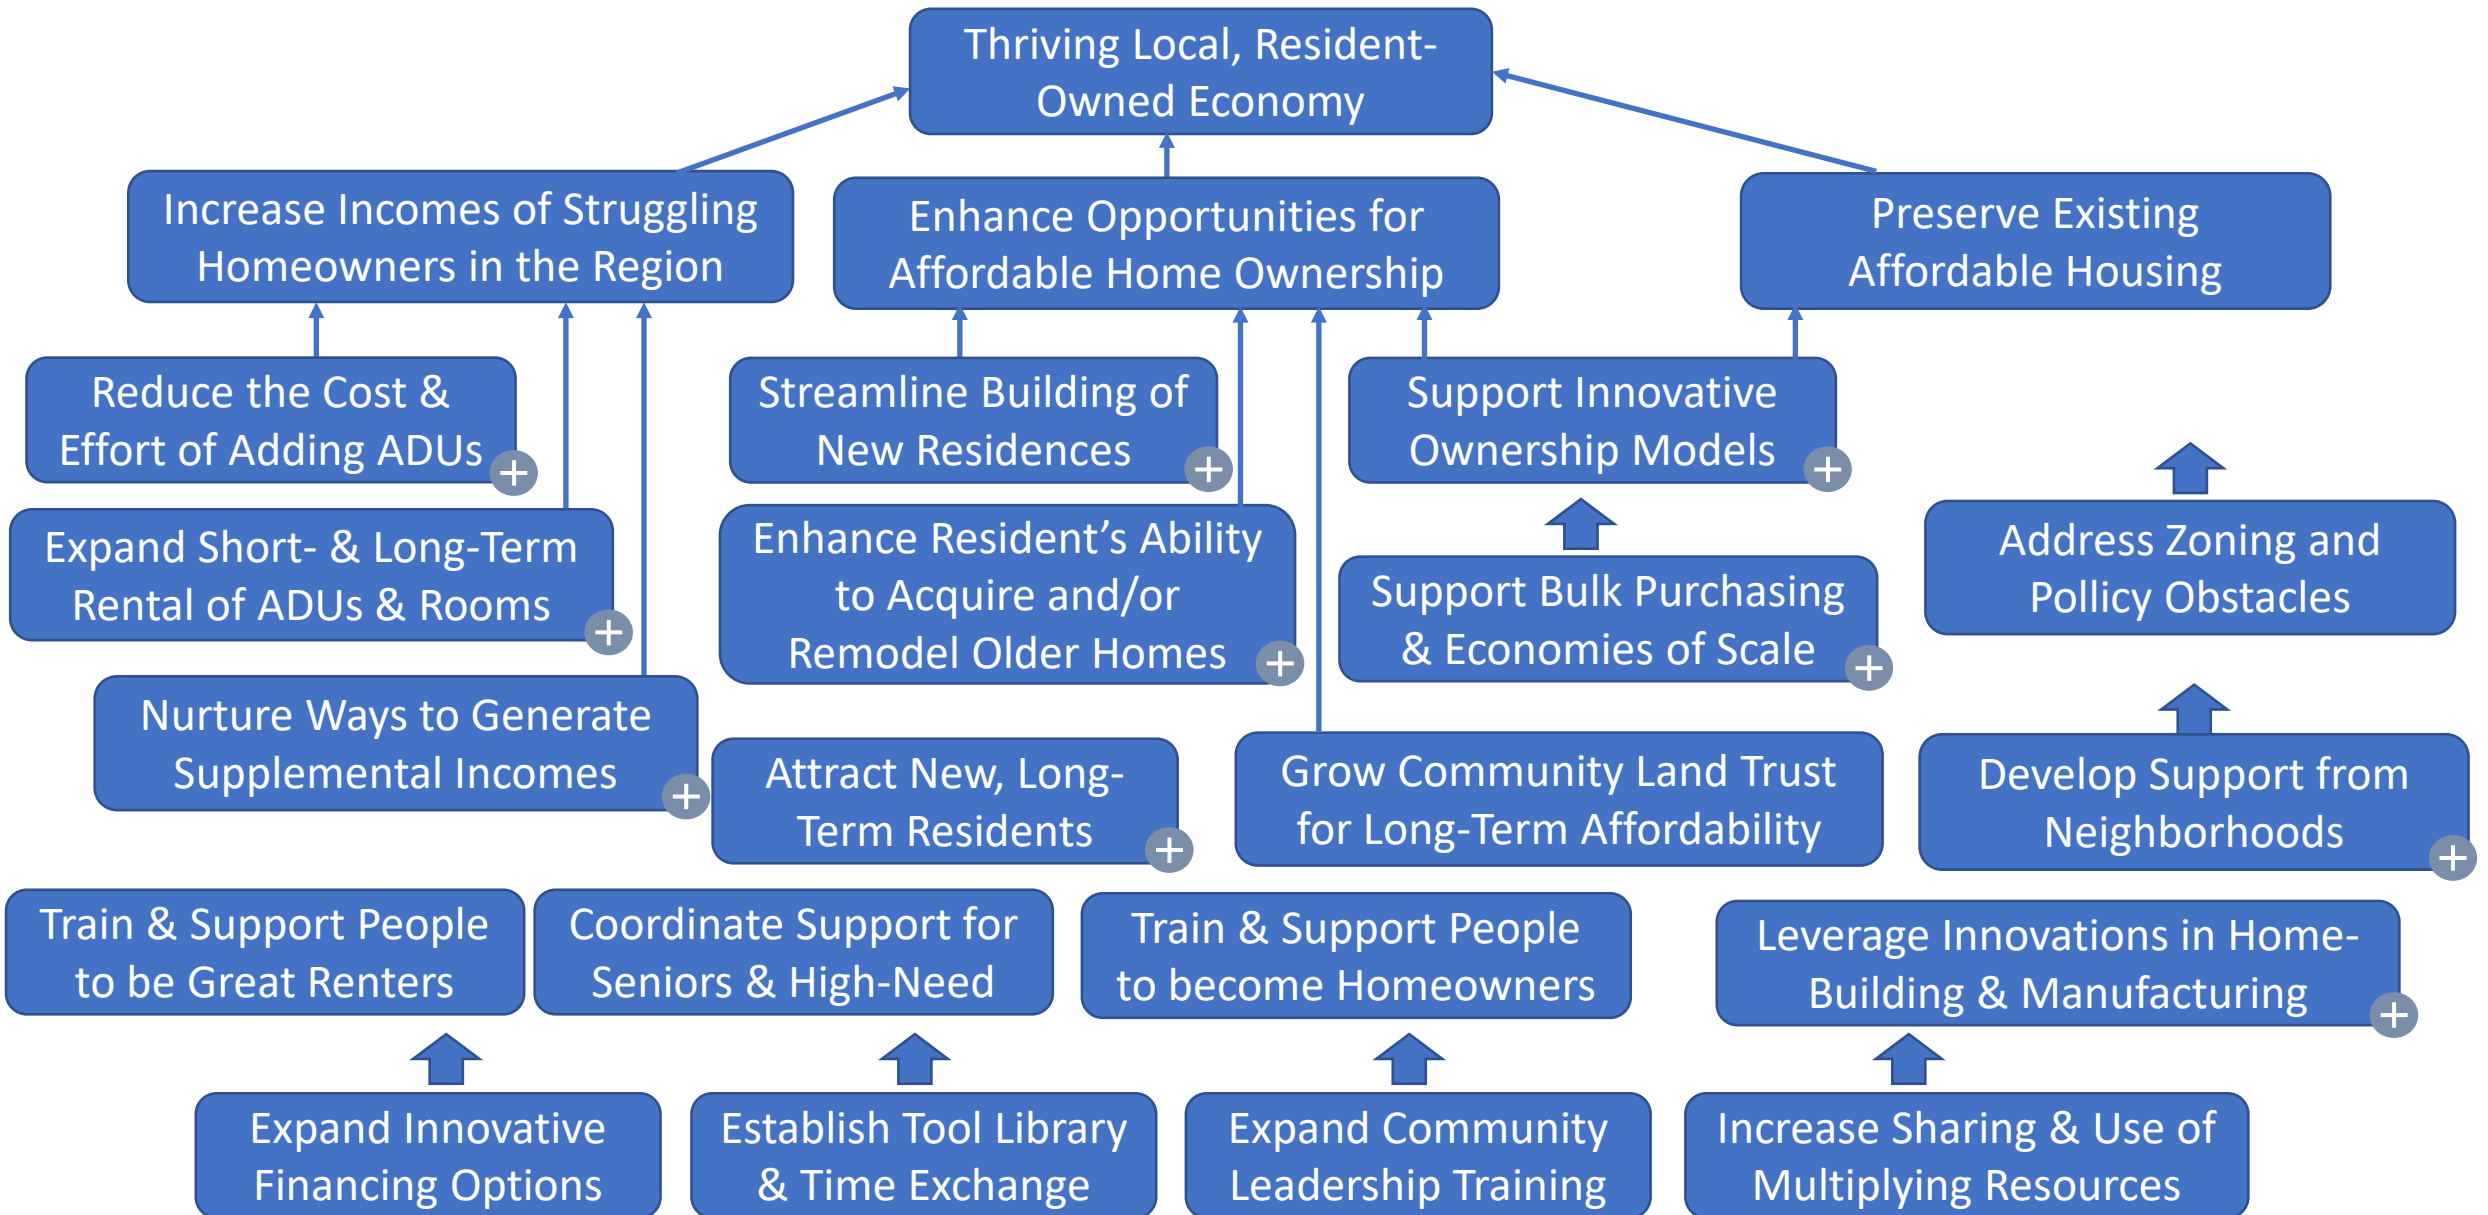 Thriving Local, Resident-
Owned Economy
Increase Incomes of Struggling
Homeowners in the Region
Enhance Opportunities for
Affordable Home Ownership
Preserve Existing
Affordable Housing
Reduce the Cost &
Effort of Adding ADUs
+
Streamline Building of
New Residences
+
Support Innovative
Ownership Models
+
Expand Short- & Long-Term
Rental of ADUs & Rooms
+
Enhance Resident’s Ability
to Acquire and/or
Remodel Older Homes
+
Support Bulk Purchasing
& Economies of Scale
+
Address Zoning and
Pollicy Obstacles
Nurture Ways to Generate
Supplemental Incomes
+
Attract New, Long-
Term Residents
+
Grow Community Land Trust
for Long-Term Affordability
Develop Support from
Neighborhoods
+
Train & Support People
to be Great Renters
Coordinate Support for
Seniors & High-Need
Train & Support People
to become Homeowners
Leverage Innovations in Home-
Building & Manufacturing
+
Expand Innovative
Financing Options
Establish Tool Library
& Time Exchange
Expand Community
Leadership Training
Increase Sharing & Use of
Multiplying Resources